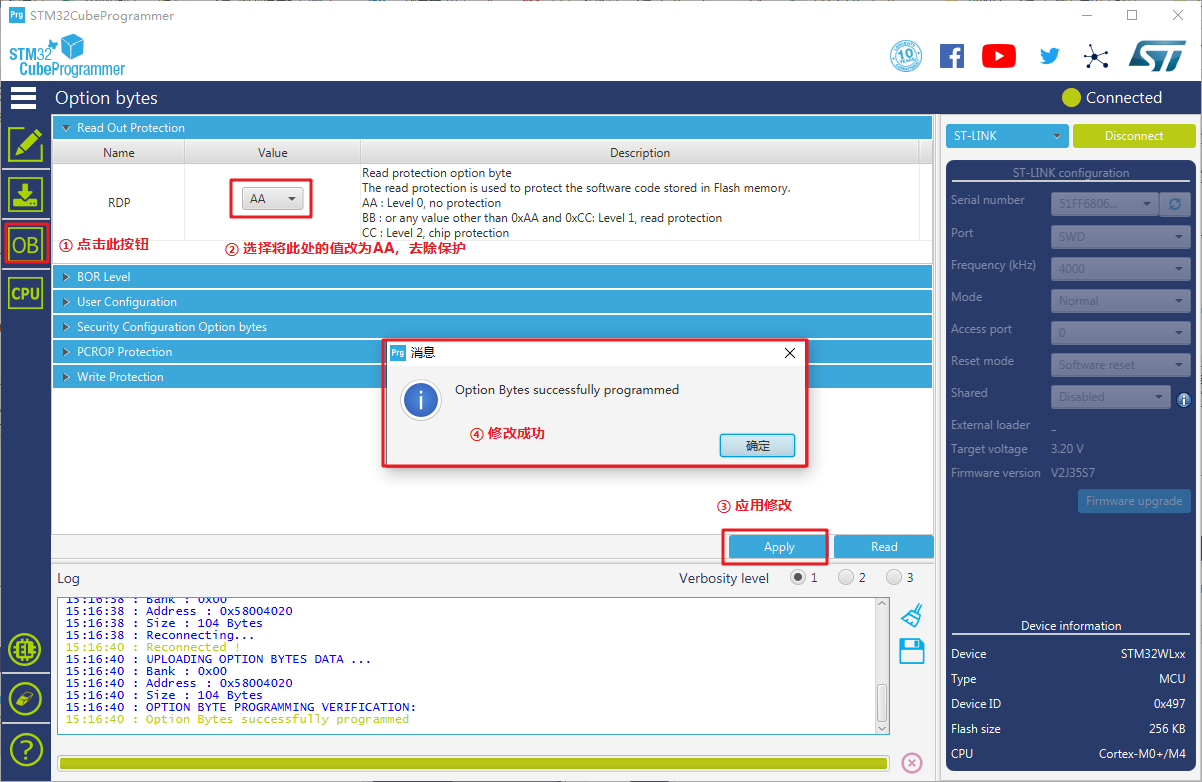 Prg STM32CubeProgrammer
STM32
CubeProgrammer
10 YEARS
Option bytes
Connected
Read Out Protection
Name Value Description
RDP
AA
Read protection option byte
The read protection is used to protect the software code stored in Flash memory.
AA : Level 0, no protection
BB : or any value other than 0xAA and 0xCC: Level 1, read protection
CC : Level 2, chip protection
OB
① 点击此按钮
② 选择将此处的值改为AA，去除保护
CPU
BOR Level
User Configuration
Security Configuration Option bytes
PCROP Protection
Write Protection
Prg 消息
Option Bytes successfully programmed
④ 修改成功
确定
③ 应用修改
Apply
Read
Log
Verbosity level 1 2 3
15:16:38 : Bank : 0x00
15:16:38 : Address : 0x58004020
15:16:38 : Size : 104 Bytes
15:16:38 : Reconnecting...
15:16:40 : Reconnected !
15:16:40 : UPLOADING OPTION BYTES DATA ...
15:16:40 : Bank : 0x00
15:16:40 : Address : 0x58004020
15:16:40 : Size : 104 Bytes
15:16:40 : OPTION BYTE PROGRAMMING VERIFICATION:
15:16:40 : Option Bytes successfully programmed
ST-LINK
Disconnect
ST-LINK configuration
Serial number 51FF6806...
Port SWD
Frequency (kHz) 4000
Mode Normal
Access port 0
Reset mode Software reset
Shared Disabled
External loader _
Target voltage 3.20 V
Firmware version V2J35S7
Firmware upgrade
Device information
Device STM32WLxx
Type MCU
Device ID 0x497
Flash size 256 KB
CPU Cortex-M0+/M4